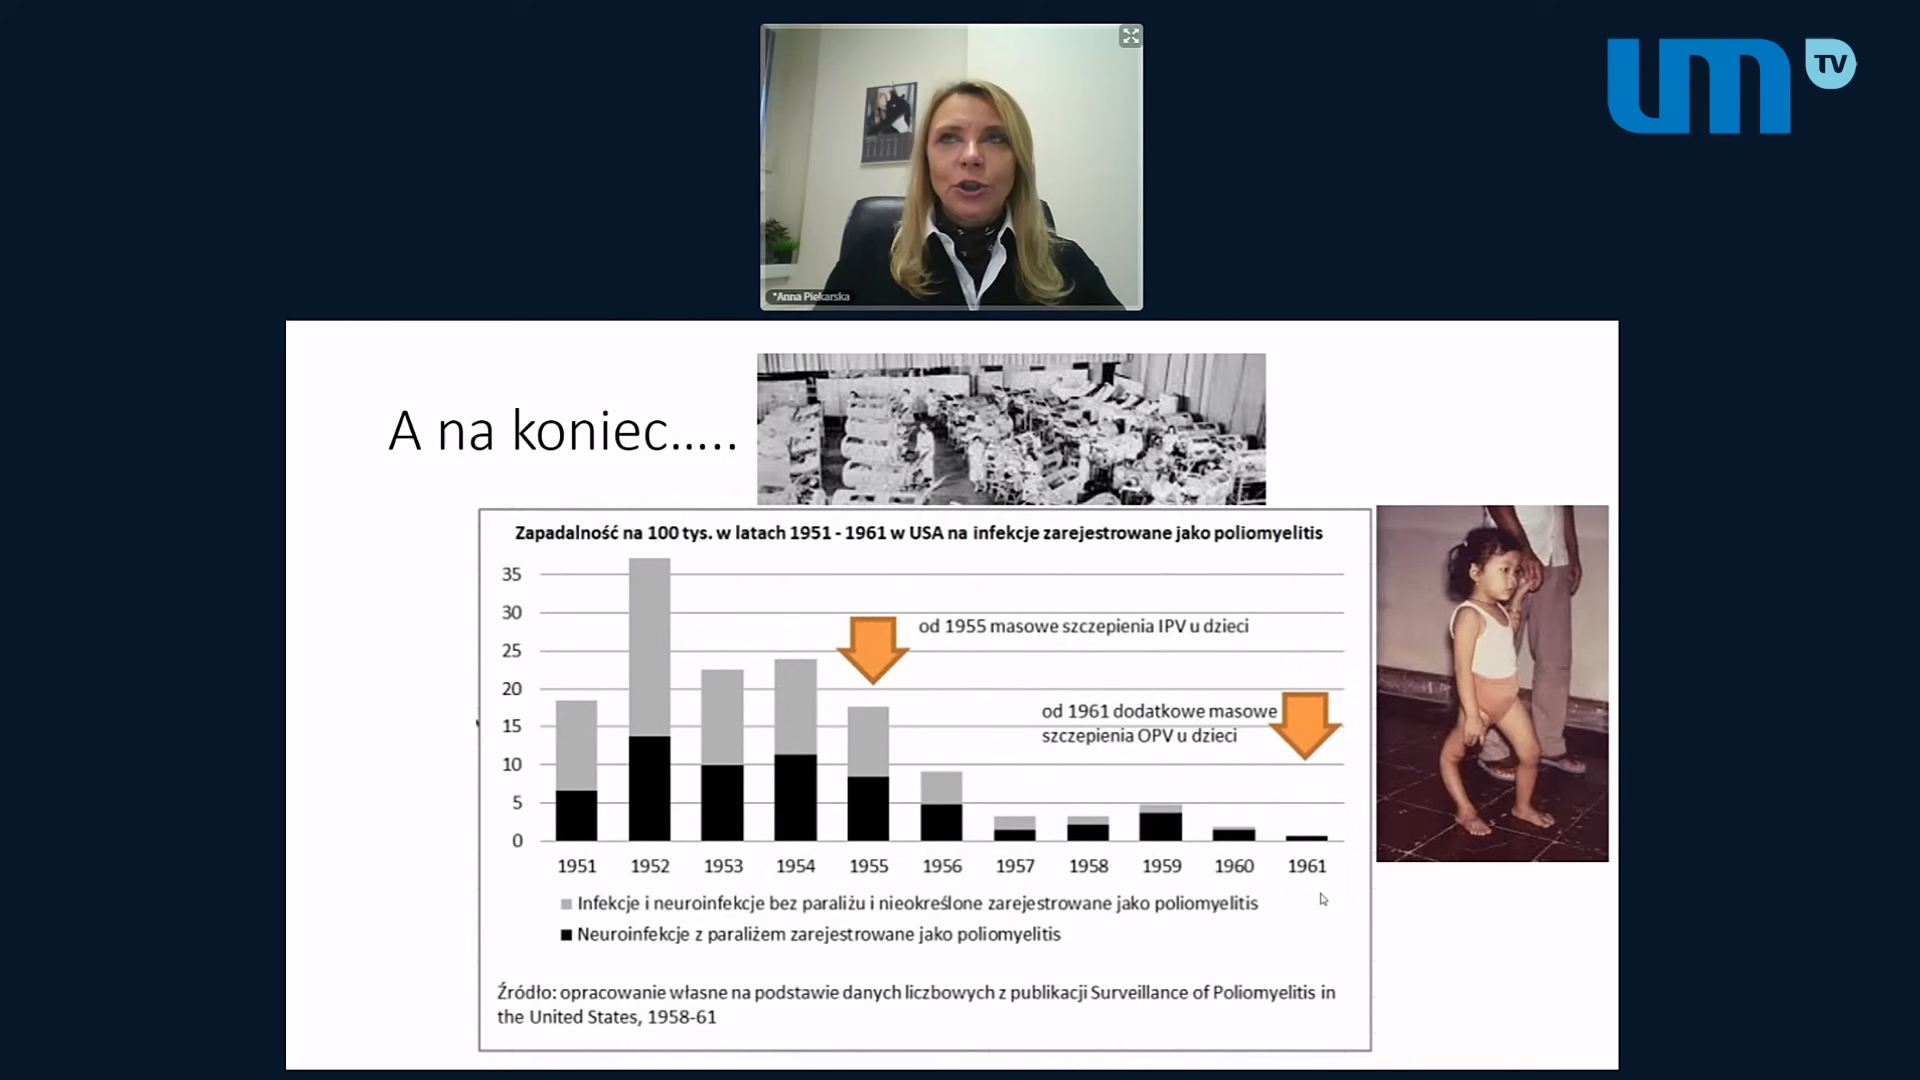 um TV
*Anna Piekarska
A na koniec.....
Zapadalność na 100 tys. w latach 1951 - 1961 w USA na infekcje zarejestrowane jako poliomyelitis
35
30
25
20
15
10
5
0
od 1955 masowe szczepienia IPV u dzieci
od 1961 dodatkowe masowe
szczepienia OPV u dzieci
1951 1952 1953 1954 1955 1956 1957 1958 1959 1960 1961
Infekcje i neuroinfekcje bez paraliżu i nieokreślone zarejestrowane jako poliomyelitis
Neuroinfekcje z paraliżem zarejestrowane jako poliomyelitis
Źródło: opracowanie własne na podstawie danych liczbowych z publikacji Surveillance of Poliomyelitis in
the United States, 1958-61